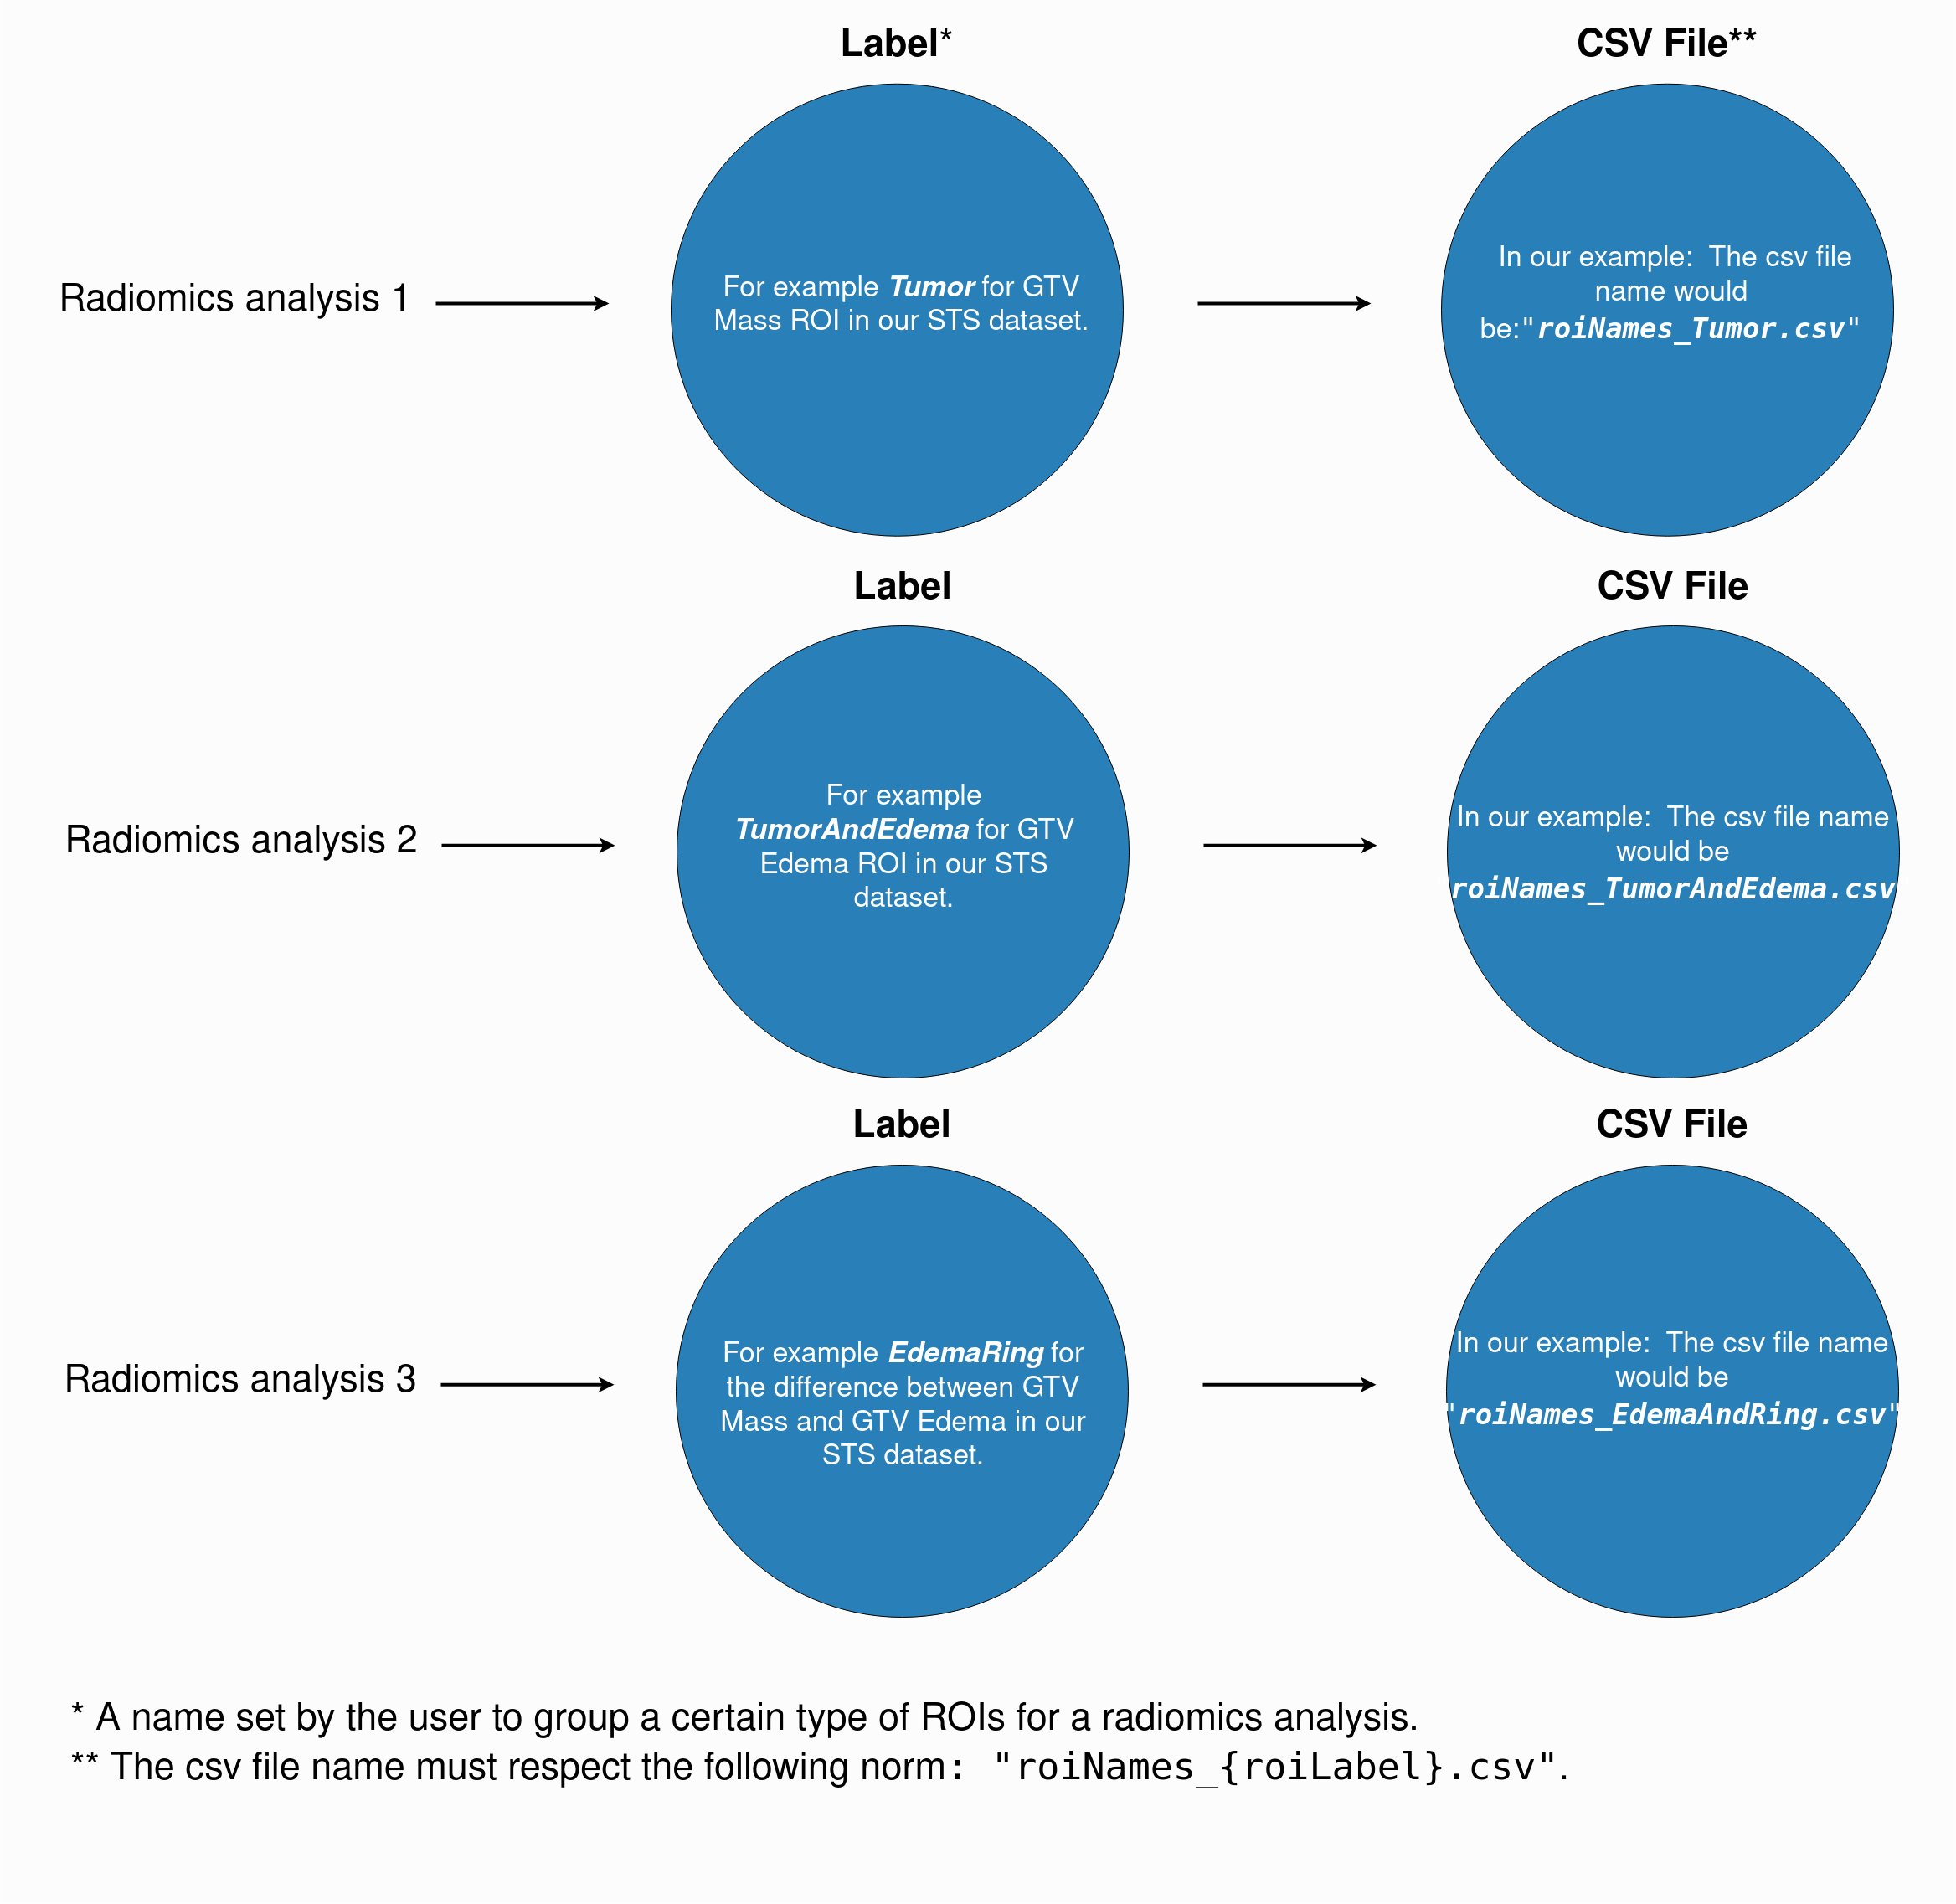 Label* CSV File**
Radiomics analysis 1
For example Tumor for GTV
Mass ROI in our STS dataset.
In our example:  The csv file
name would
be:"roiNames_Tumor.csv"
Label CSV File
Radiomics analysis 2
For example
TumorAndEdema for GTV
Edema ROI in our STS
dataset.
In our example:  The csv file name
would be
roiNames_TumorAndEdema.csv
Label CSV File
Radiomics analysis 3
For example EdemaRing for
the difference between GTV
Mass and GTV Edema in our
STS dataset.
In our example:  The csv file name
would be
"roiNames_EdemaAndRing.csv"
* A name set by the user to group a certain type of ROIs for a radiomics analysis.
** The csv file name must respect the following norm: "roiNames_{roiLabel}.csv".